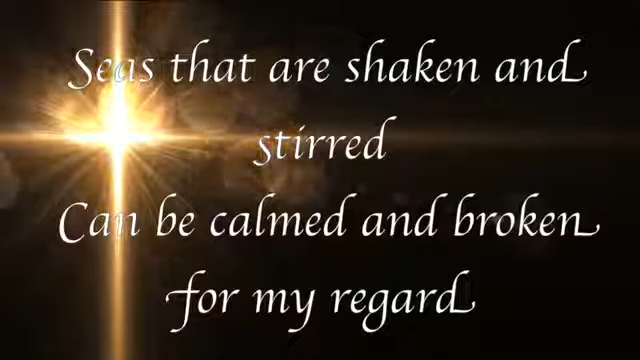 Seas that are shaken and
stirred
Can be calmed and broken
for my regard